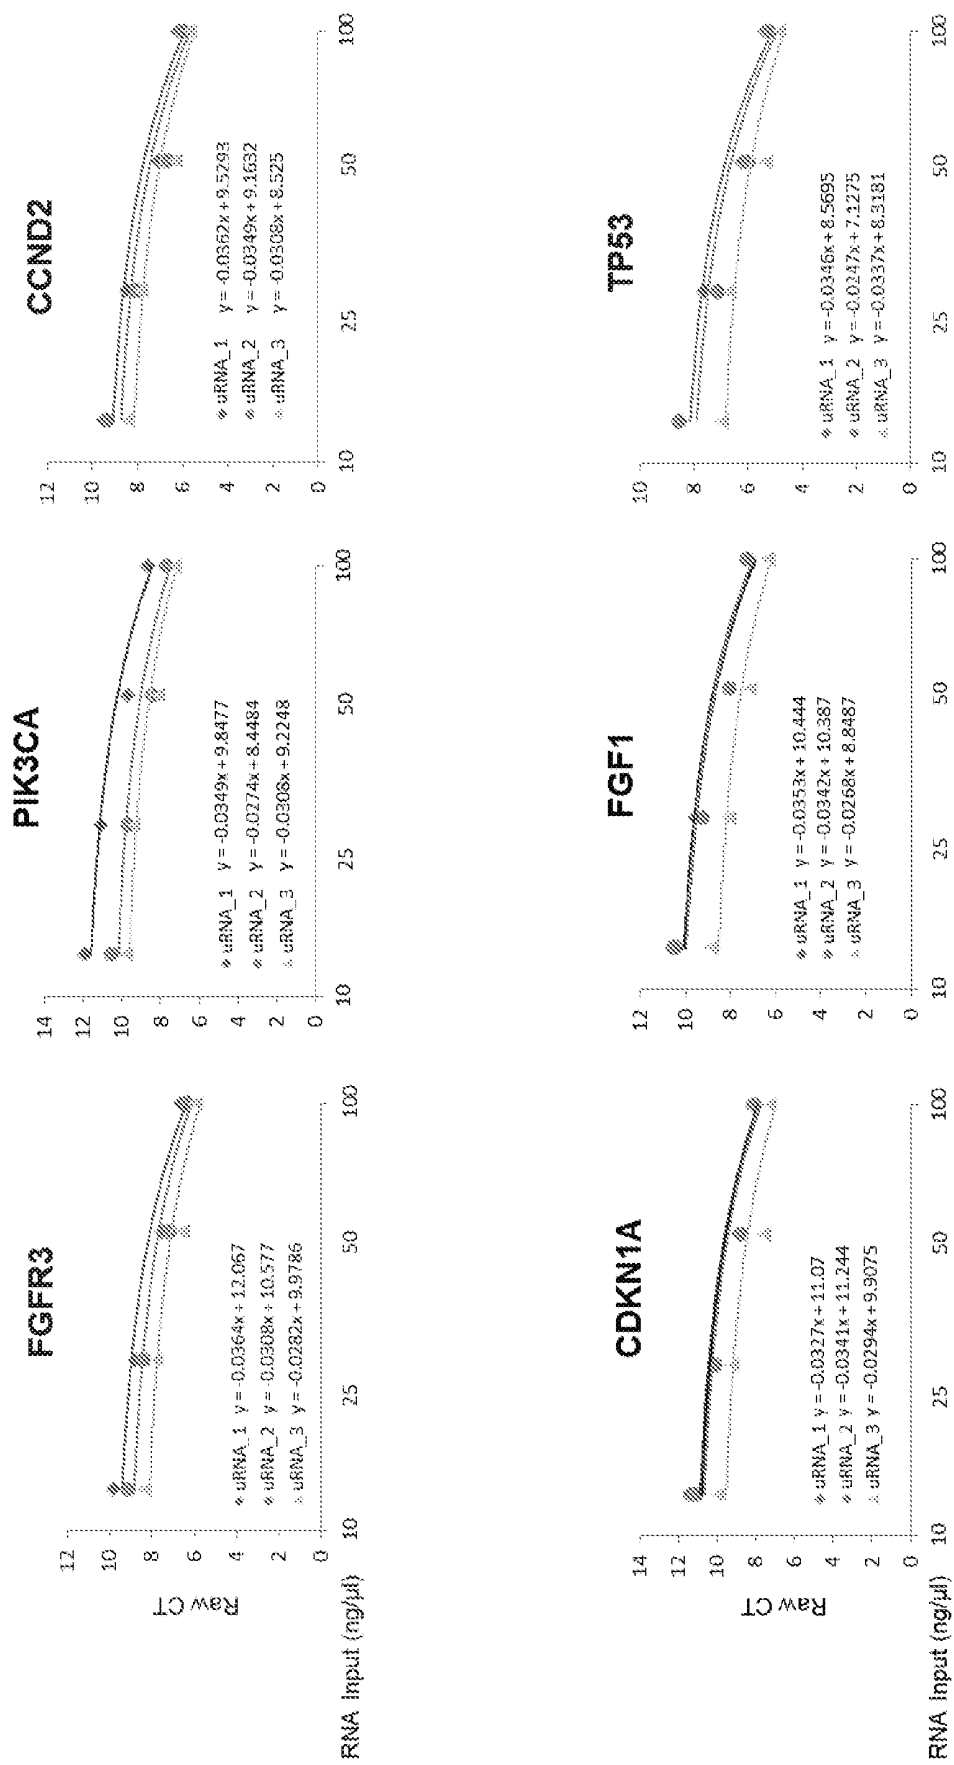 FGFR3
12
10
8
6
4
2
0
Raw CT
uRNA_1 y = -0.0364x + 12.067
uRNA_2 y = -0.0308x + 10.577
uRNA_3 y = -0.0282x + 9.9786
10
25
50
100
RNA Input (ng/µl)
PIK3CA
14
12
10
8
6
4
2
0
uRNA_1 y = -0.0349x + 9.8477
uRNA_2 y = -0.0274x + 8.4484
uRNA_3 y = -0.0308x + 9.2248
10
25
50
100
CCND2
12
10
8
6
4
2
0
uRNA_1 y = -0.0362x + 9.5293
uRNA_2 y = -0.0349x + 9.1632
uRNA_3 y = -0.0308x + 8.525
10
25
50
100
CDKN1A
14
12
10
8
6
4
2
0
Raw CT
uRNA_1 y = -0.0327x + 11.07
uRNA_2 y = -0.0341x + 11.244
uRNA_3 y = -0.0294x + 9.9075
10
25
50
100
RNA Input (ng/µl)
FGF1
12
10
8
6
4
2
0
uRNA_1 y = -0.0353x + 10.444
uRNA_2 y = -0.0342x + 10.387
uRNA_3 y = -0.0268x + 8.8487
10
25
50
100
TP53
10
8
6
4
2
0
uRNA_1 y = -0.0346x + 8.5695
uRNA_2 y = -0.0247x + 7.1275
uRNA_3 y = -0.0337x + 8.3181
10
25
50
100